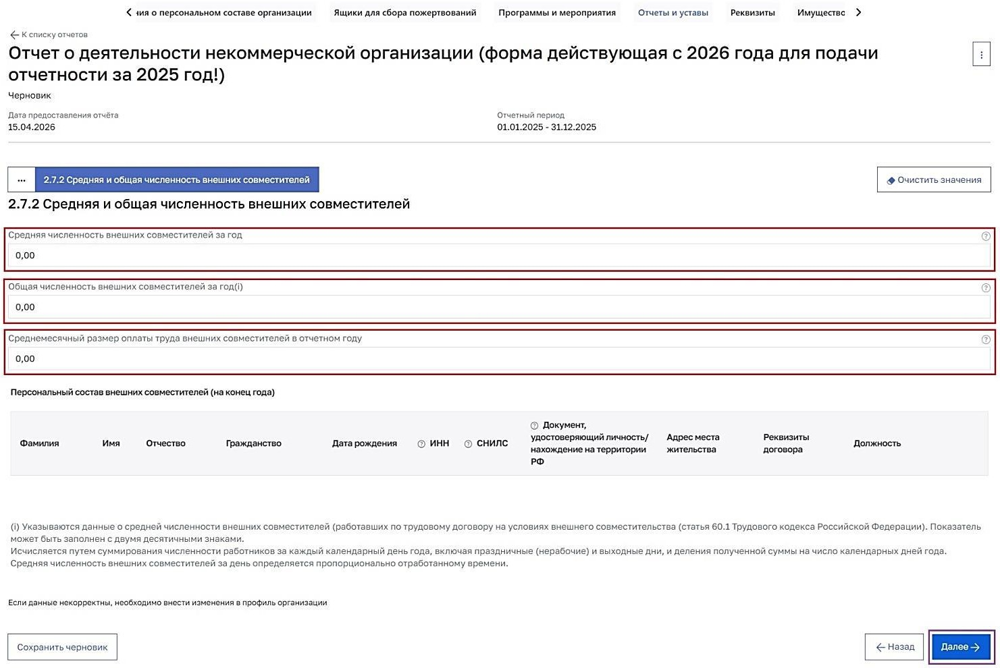 ния о персональном составе организации Ящики для сбора пожертвований Программы и мероприятия Отчеты и уставы Реквизиты Имущество
К списку отчетов
Отчет о деятельности некоммерческой организации (форма действующая с 2026 года для подачи
отчетности за 2025 год!)
Черновик
Дата предоставления отчёта Отчетный период
15.04.2026 01.01.2025 - 31.12.2025
... 2.7.2 Средняя и общая численность внешних совместителей Очистить значения
2.7.2 Средняя и общая численность внешних совместителей
Средняя численность внешних совместителей за год
0,00
Общая численность внешних совместителей за год(i)
0,00
Среднемесячный размер оплаты труда внешних совместителей в отчетном году
0,00
Персональный состав внешних совместителей (на конец года)
Фамилия Имя Отчество Гражданство Дата рождения ИНН СНИЛС
Документ,
удостоверяющий личность/
нахождение на территории
РФ
Адрес места
жительства
Реквизиты
договора
Должность
(i) Указываются данные о средней численности внешних совместителей (работавших по трудовому договору на условиях внешнего совместительства (статья 60.1 Трудового кодекса Российской Федерации). Показатель
может быть заполнен с двумя десятичными знаками.
Исчисляется путем суммирования численности работников за каждый календарный день года, включая праздничные (нерабочие) и выходные дни, и деления полученной суммы на число календарных дней года.
Средняя численность внешних совместителей за день определяется пропорционально отработанному времени.
Если данные некорректны, необходимо внести изменения в профиль организации
Сохранить черновик Назад Далее